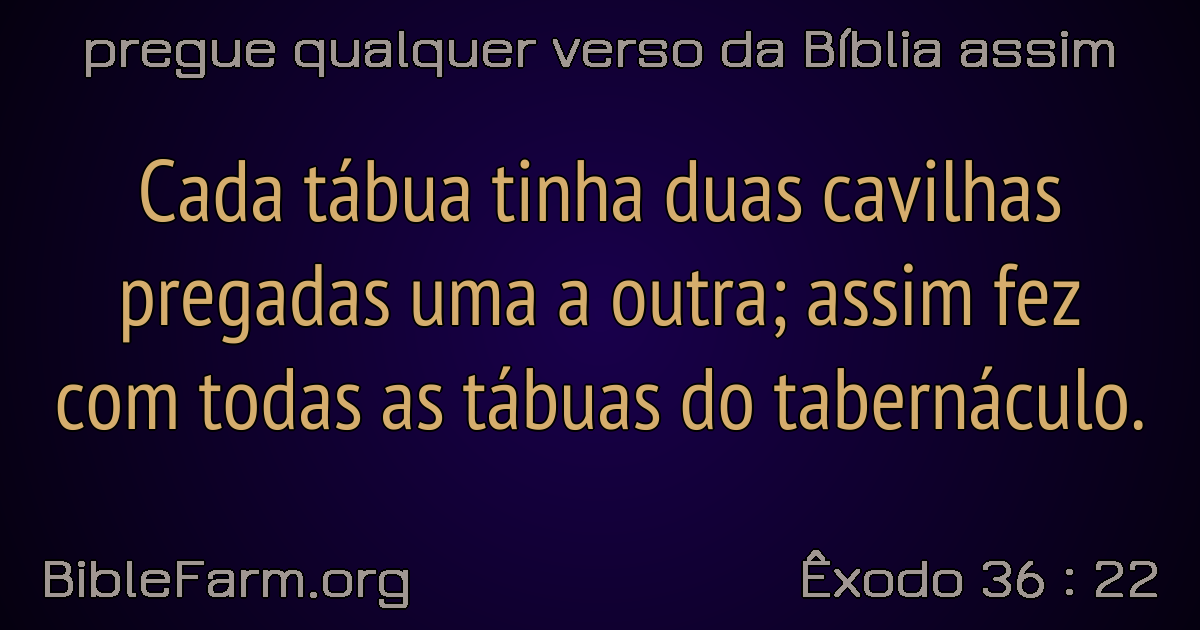 pregue qualquer verso da Bíblia assim
Cada tábua tinha duas cavilhas
pregadas uma a outra; assim fez
com todas as tábuas do tabernáculo.
BibleFarm.org
Êxodo 36 : 22